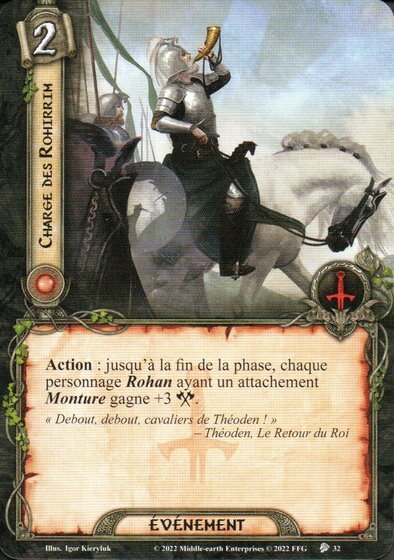 2
CHARGE DES ROHIRRIM
Action : jusqu'à la fin de la phase, chaque
personnage Rohan ayant un attachement
Monture gagne +3 .
« Debout, debout, cavaliers de Théoden ! »
– Théoden, Le Retour du Roi
Illus. Igor Kieryluk © 2022 Middle-earth Enterprises © 2022 FFG 32
ÉVÉNEMENT